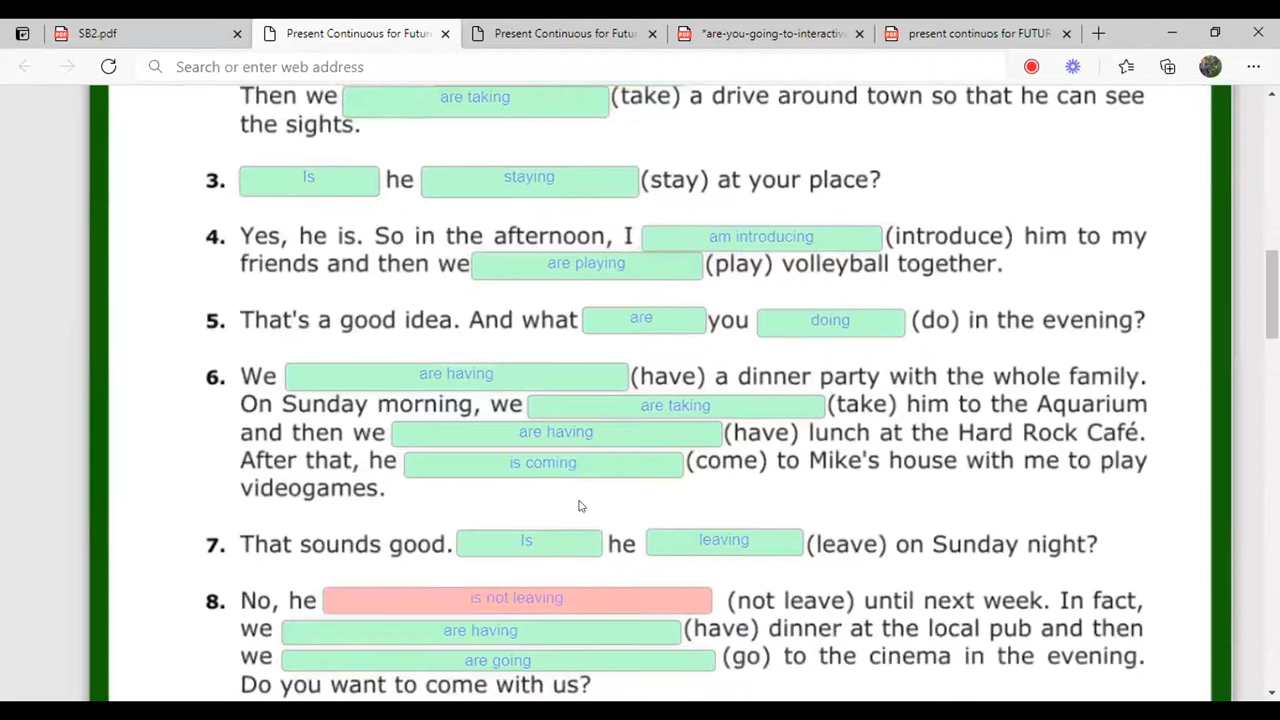 SB2.pdf
Present Continuous for Futur
Present Continuous for Futur
*are-you-going-to-interactiv
present continuos for FUTUR
Search or enter web address
Then we are taking (take) a drive around town so that he can see
the sights.
3. Is he staying (stay) at your place?
4. Yes, he is. So in the afternoon, I am introducing (introduce) him to my
friends and then we are playing (play) volleyball together.
5. That's a good idea. And what are you doing (do) in the evening?
6. We are having (have) a dinner party with the whole family.
On Sunday morning, we are taking (take) him to the Aquarium
and then we are having (have) lunch at the Hard Rock Café.
After that, he is coming (come) to Mike's house with me to play
videogames.
7. That sounds good. Is he leaving (leave) on Sunday night?
8. No, he is not leaving (not leave) until next week. In fact,
we are having (have) dinner at the local pub and then
we are going (go) to the cinema in the evening.
Do you want to come with us?